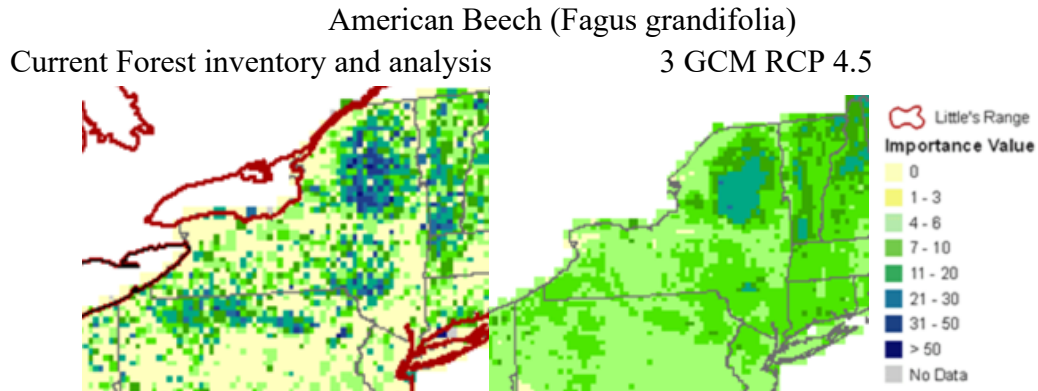 American Beech (Fagus grandifolia)
Current Forest inventory and analysis
3 GCM RCP 4.5
Little's Range
Importance Value
0
1 - 3
4 - 6
7 - 10
11 - 20
21 - 30
31 - 50
> 50
No Data